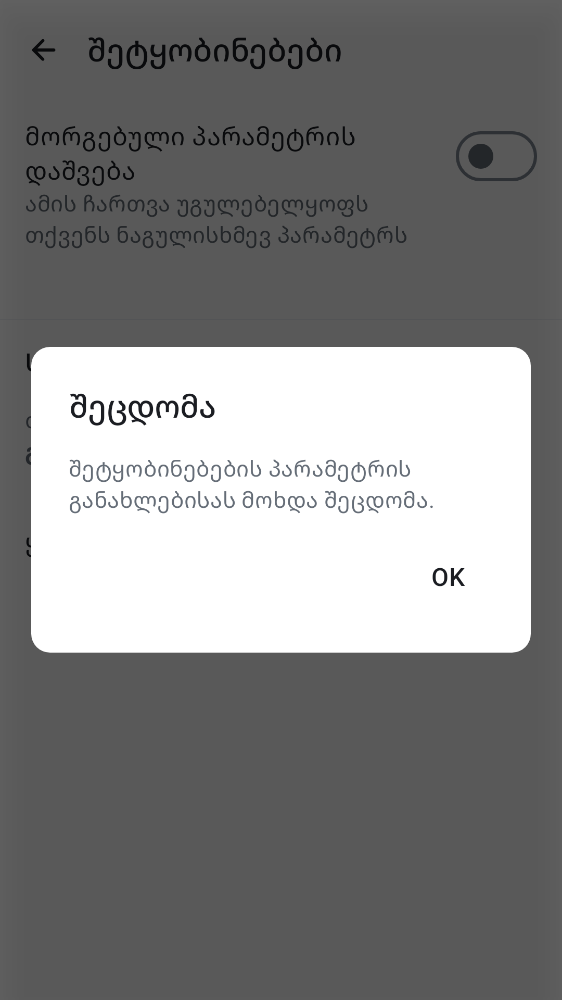 შეტყობინებები
მორგებული პარამეტრის
დაშვება
ამის ჩართვა უგულებელყოფს
თქვენს ნაგულისხმევ პარამეტრს
შეცდომა
შეტყობინებების პარამეტრის
განახლებისას მოხდა შეცდომა.
OK